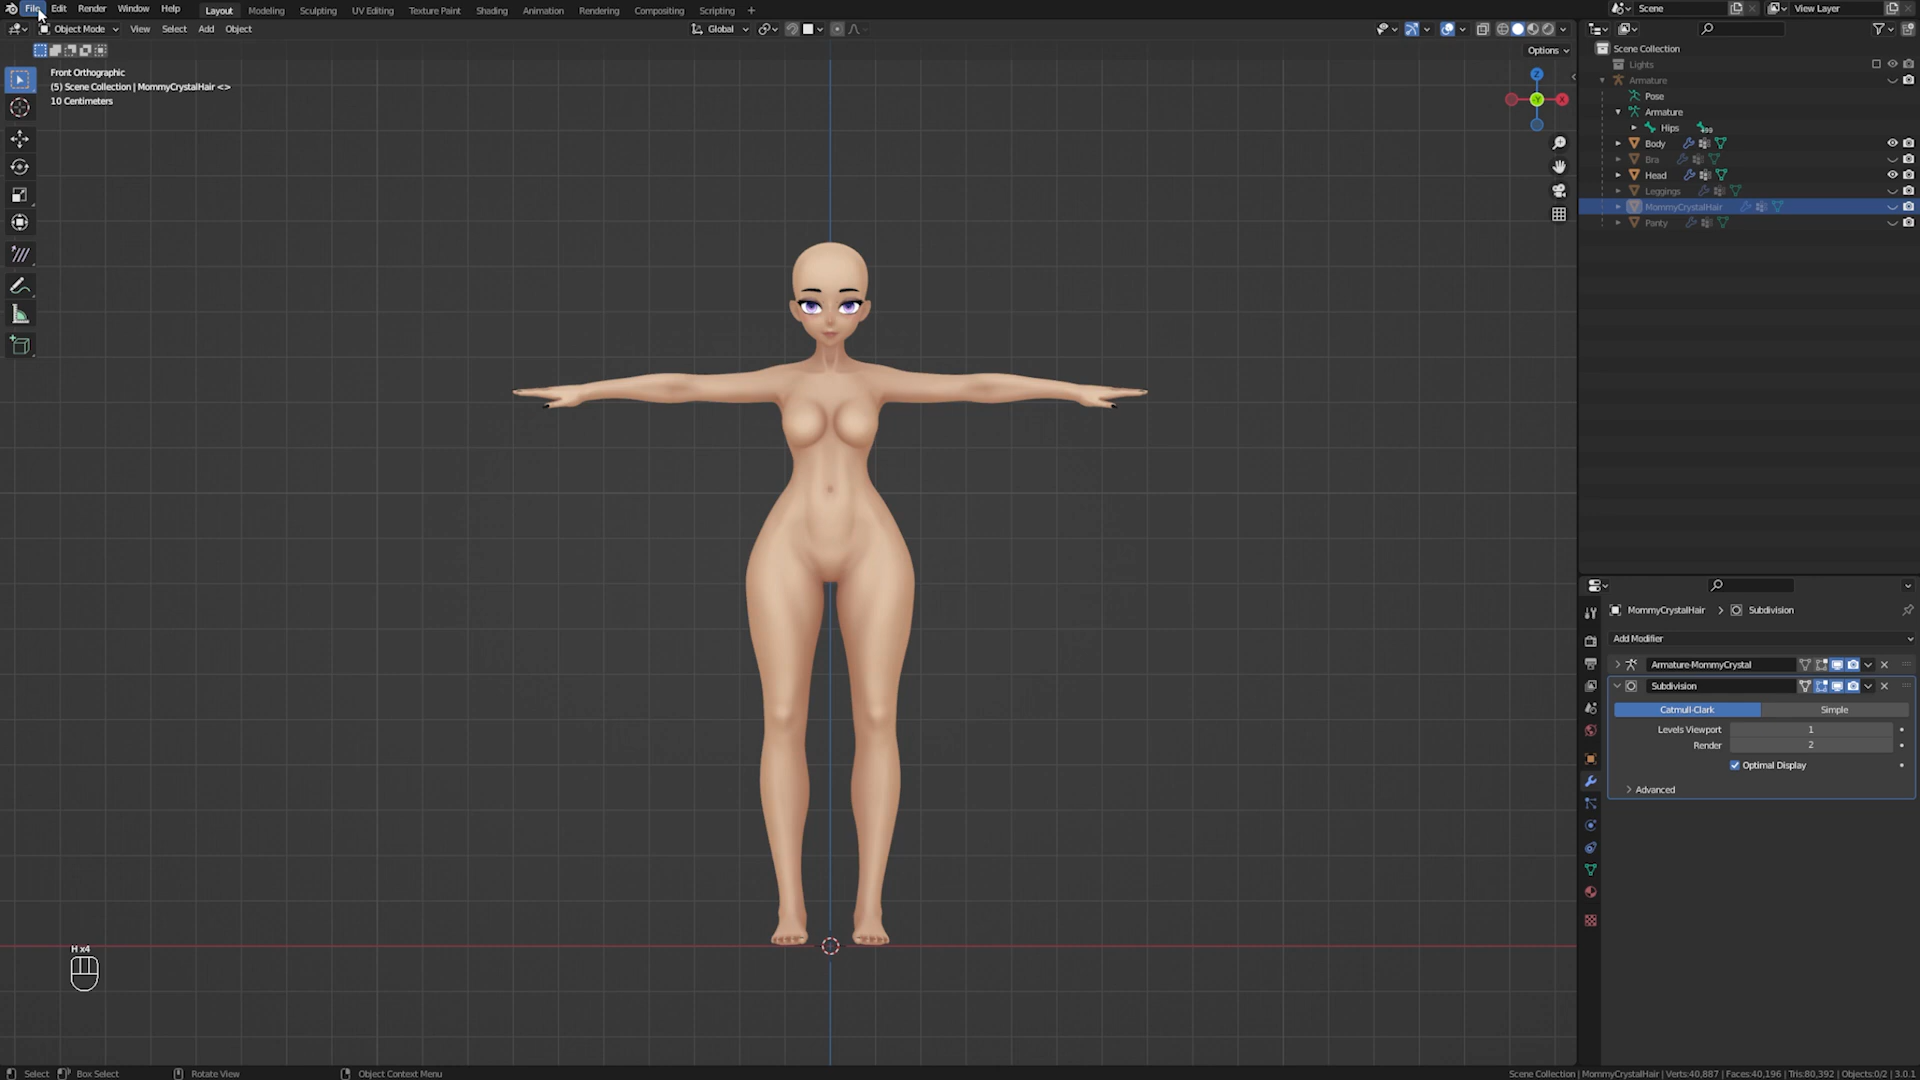 File Edit Render Window Help Layout Modeling Sculpting UV Editing Texture Paint Shading Animation Rendering Compositing Scripting + Scene View Layer
Object Mode View Select Add Object Global
Options
Front Orthographic
(5) Scene Collection | MommyCrystalHair <>
10 Centimeters
Z
Y
X
Scene Collection
Lights
Armature
Pose
Armature
Hips 99
Body
Bra
Head
Leggings
MommyCrystalHair
Panty
MommyCrystalHair > Subdivision
Add Modifier
Armature-MommyCrystal
Subdivision
Catmull-Clark Simple
Levels Viewport 1
Render 2
Optimal Display
Advanced
H x4
Select Box Select Rotate View Object Context Menu Scene Collection | MommyCrystalHair | Verts:40,887 | Faces:40,196 | Tris:80,392 | Objects:0/2 | 3.0.1